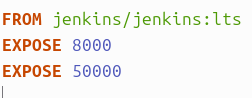 FROM jenkins/jenkins:lts
EXPOSE 8000
EXPOSE 50000